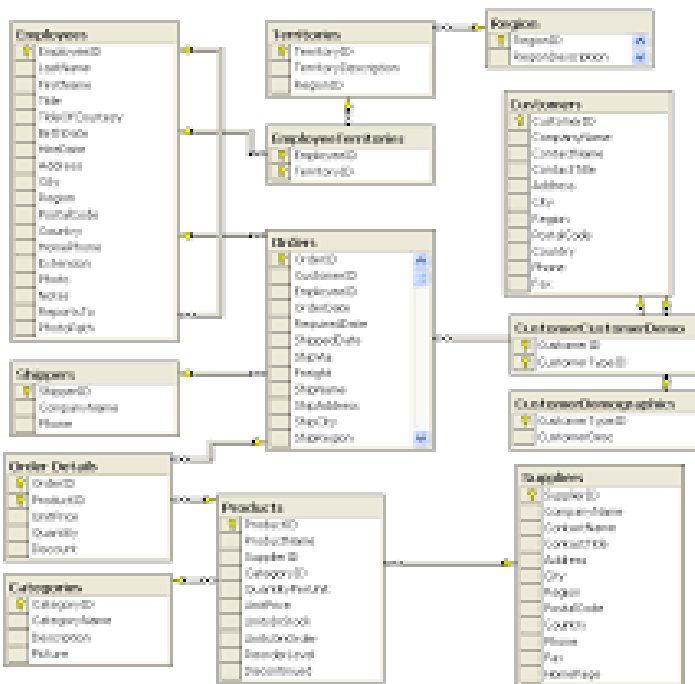 Employees
EmployeeID
LastName
FirstName
Title
TitleOfCourtesy
BirthDate
HireDate
Address
City
Region
PostalCode
Country
HomePhone
Extension
Photo
Notes
ReportsTo
PhotoPath
Territories
TerritoryID
TerritoryDescription
RegionID
Region
RegionID
RegionDescription
EmployeeTerritories
EmployeeID
TerritoryID
Customers
CustomerID
CompanyName
ContactName
ContactTitle
Address
City
Region
PostalCode
Country
Phone
Fax
Orders
OrderID
CustomerID
EmployeeID
OrderDate
RequiredDate
ShippedDate
ShipVia
Freight
ShipName
ShipAddress
ShipCity
ShipRegion
CustomerCustomerDemo
CustomerID
CustomerTypeID
Shippers
ShipperID
CompanyName
Phone
CustomerDemographics
CustomerTypeID
CustomerDesc
Order Details
OrderID
ProductID
UnitPrice
Quantity
Discount
Products
ProductID
ProductName
SupplierID
CategoryID
QuantityPerUnit
UnitPrice
UnitsInStock
UnitsOnOrder
ReorderLevel
Discontinued
Suppliers
SupplierID
CompanyName
ContactName
ContactTitle
Address
City
Region
PostalCode
Country
Phone
Fax
HomePage
Categories
CategoryID
CategoryName
Description
Picture